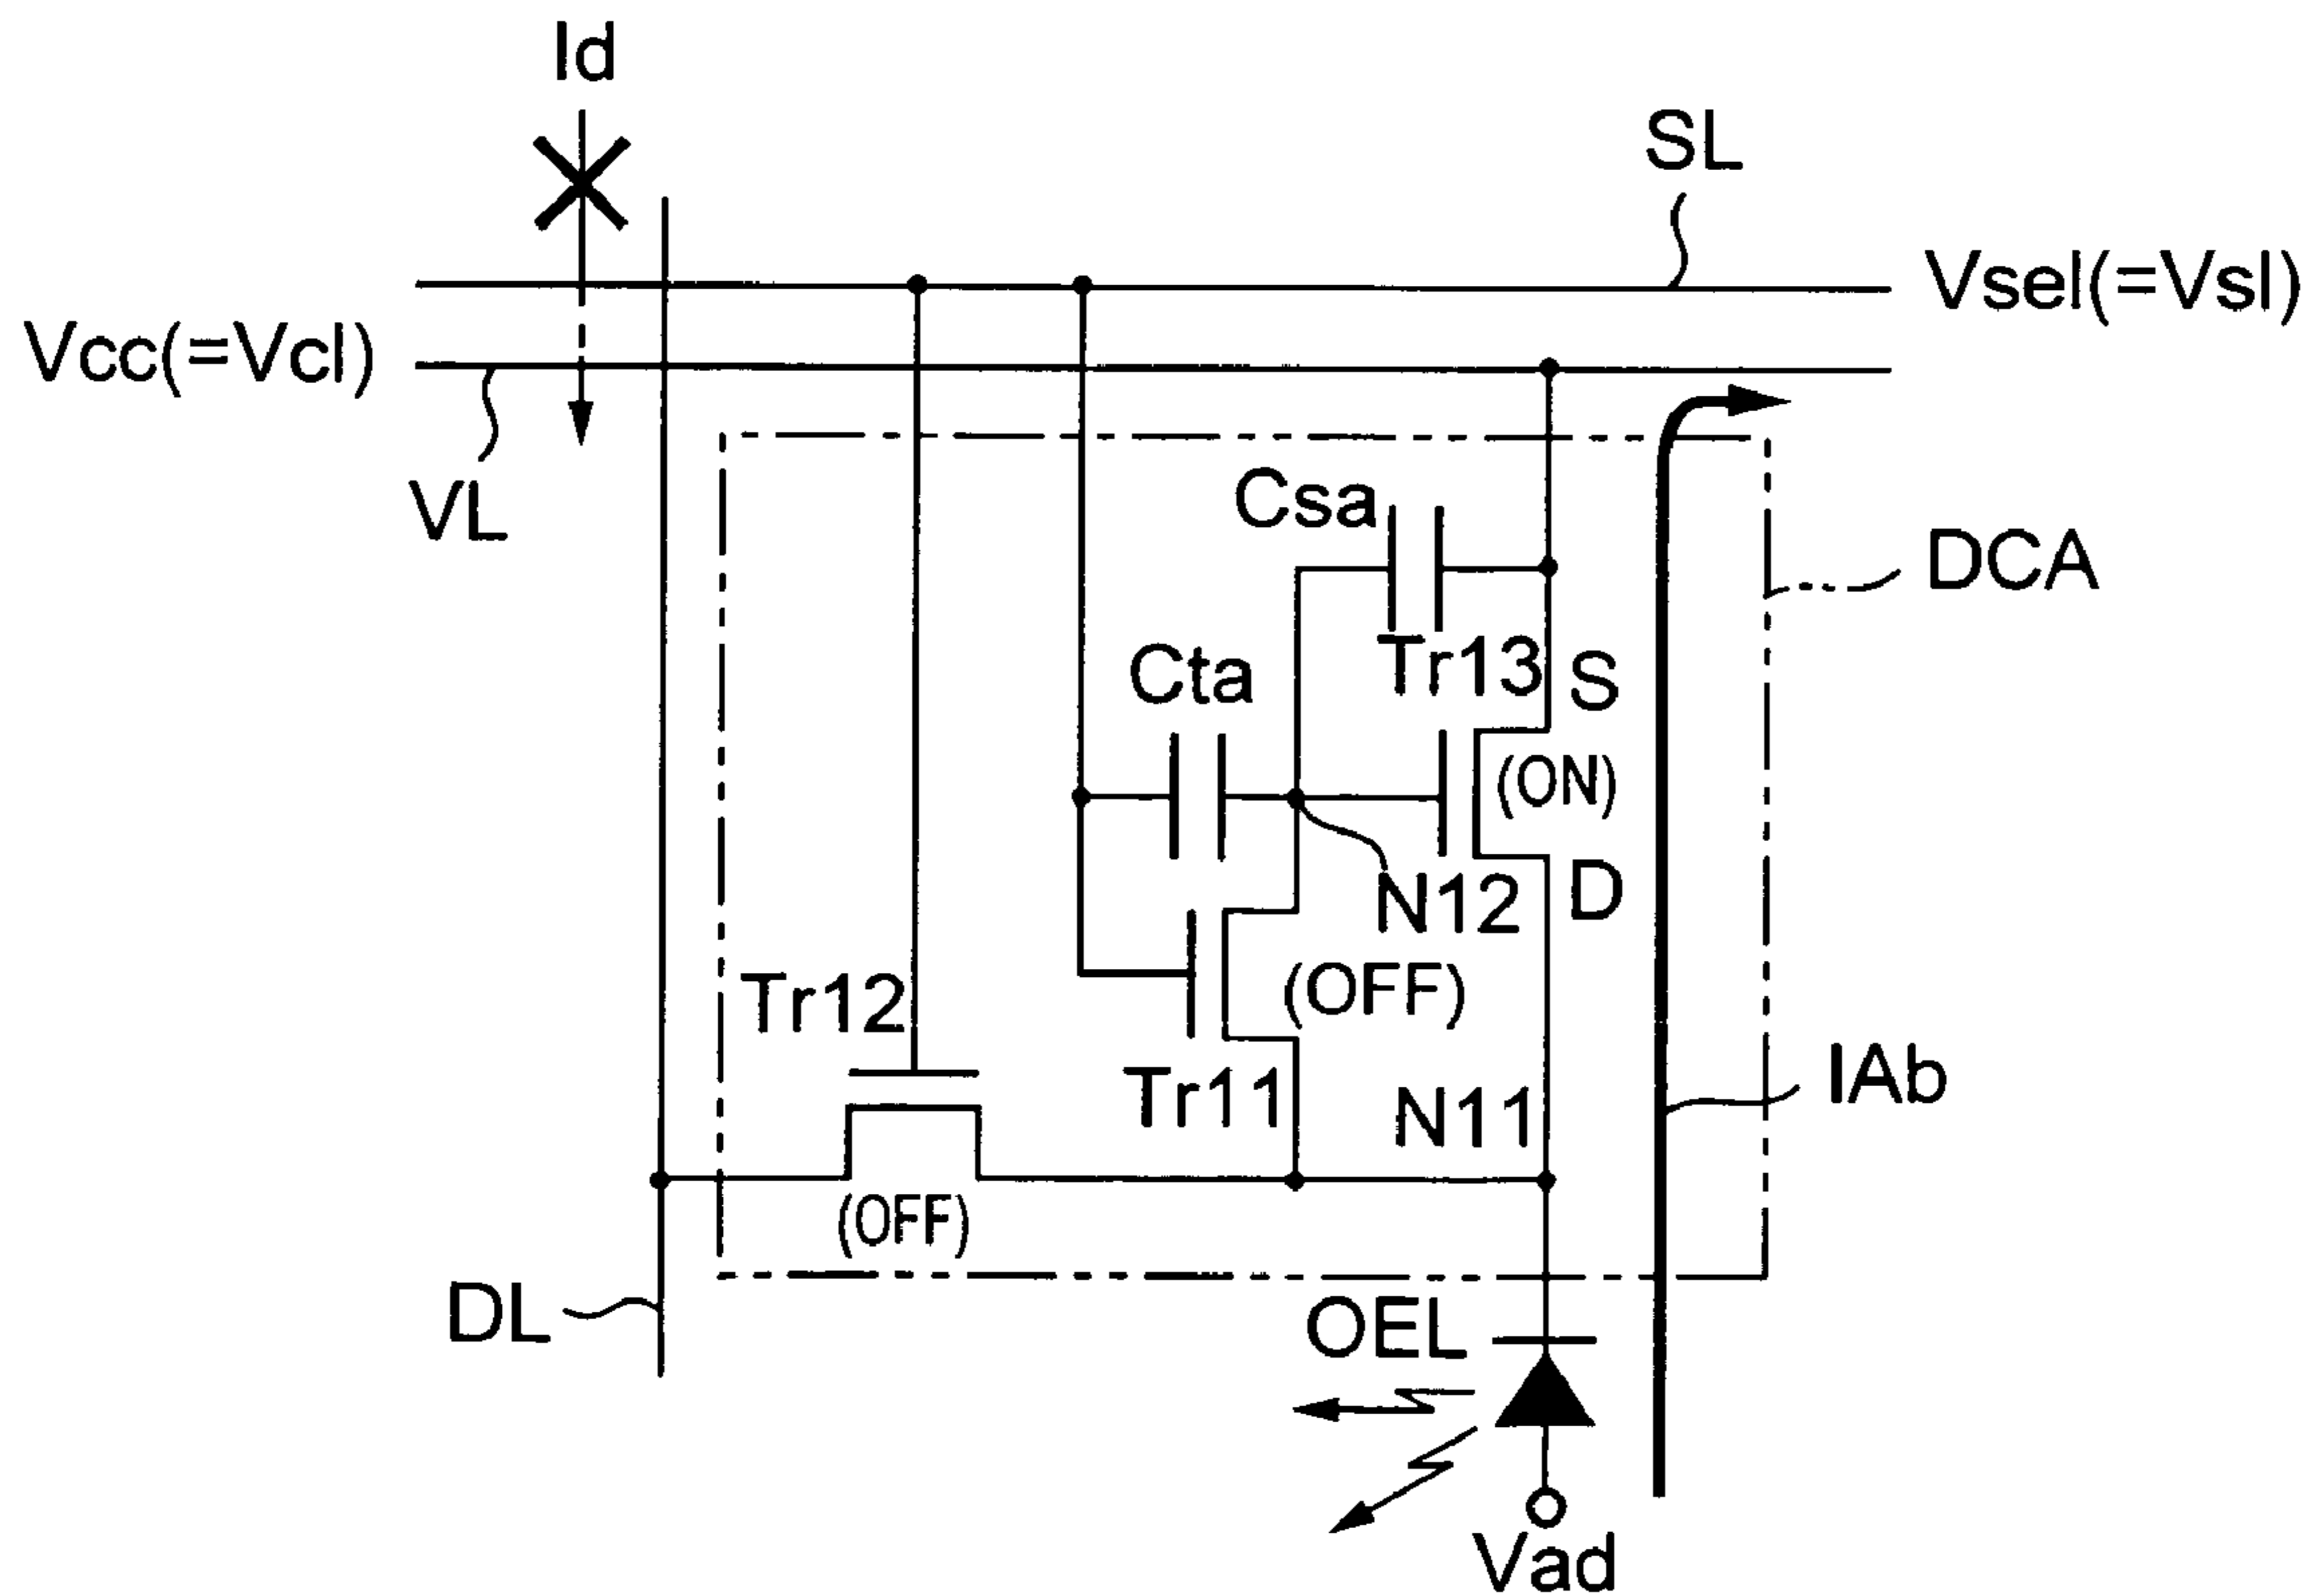 Id
SL
Vsel(=Vsl)
Vcc(=Vcl)
VL
Csa
DCA
Tr13
S
Cta
(ON)
D
N12
Tr12
(OFF)
Tr11
N11
IAb
(OFF)
DL
OEL
Vad